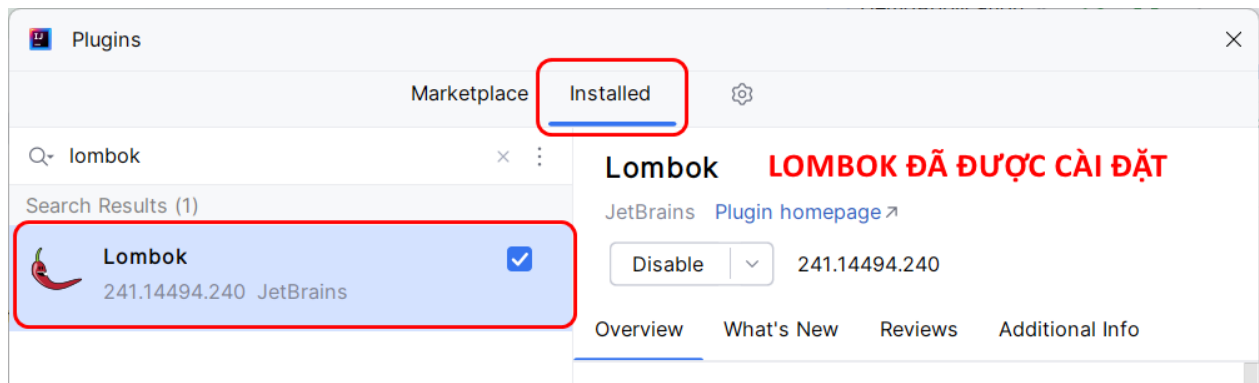 Plugins
Marketplace Installed
lombok
Search Results (1)
Lombok
241.14494.240 JetBrains
Lombok LOMBOK ĐÃ ĐƯỢC CÀI ĐẶT
JetBrains Plugin homepage
Disable 241.14494.240
Overview What's New Reviews Additional Info